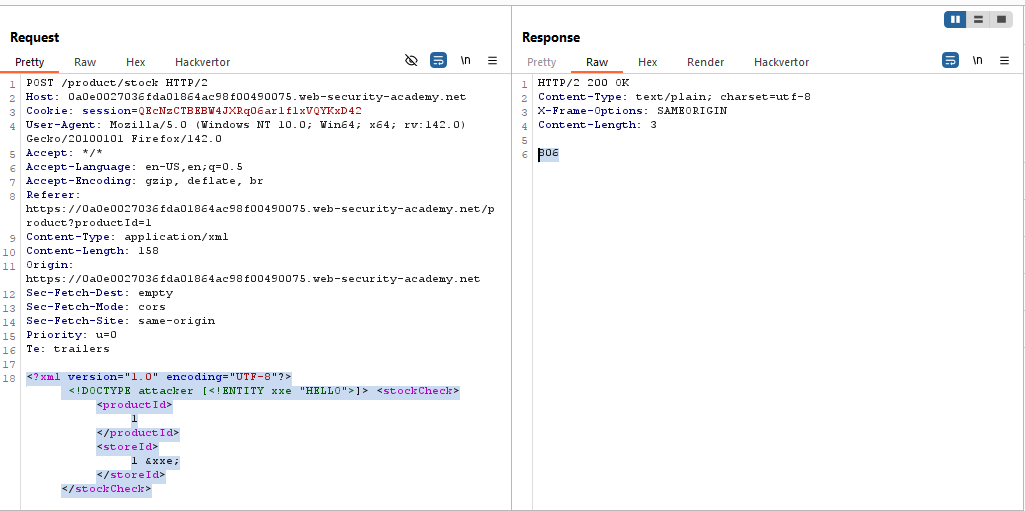 Request
Pretty Raw Hex Hackvertor \n
1 POST /product/stock HTTP/2
2 Host: 0a0e0027036fda01864ac98f00490075.web-security-academy.net
3 Cookie: session=QEcNzCTBEBW4JXRq06ar1f1xVQYKxD42
4 User-Agent: Mozilla/5.0 (Windows NT 10.0; Win64; x64; rv:142.0)
Gecko/20100101 Firefox/142.0
5 Accept: */*
6 Accept-Language: en-US,en;q=0.5
7 Accept-Encoding: gzip, deflate, br
8 Referer:
https://0a0e0027036fda01864ac98f00490075.web-security-academy.net/p
roduct?productId=1
9 Content-Type: application/xml
10 Content-Length: 158
11 Origin:
https://0a0e0027036fda01864ac98f00490075.web-security-academy.net
12 Sec-Fetch-Dest: empty
13 Sec-Fetch-Mode: cors
14 Sec-Fetch-Site: same-origin
15 Priority: u=0
16 Te: trailers
17
18 <?xml version="1.0" encoding="UTF-8"?>
<!DOCTYPE attacker [<!ENTITY xxe "HELLO">]> <stockCheck>
<productId>
1
</productId>
<storeId>
1 &xxe;
</storeId>
</stockCheck>
Response
Pretty Raw Hex Render Hackvertor \n
1 HTTP/2 200 OK
2 Content-Type: text/plain; charset=utf-8
3 X-Frame-Options: SAMEORIGIN
4 Content-Length: 3
5
6 806